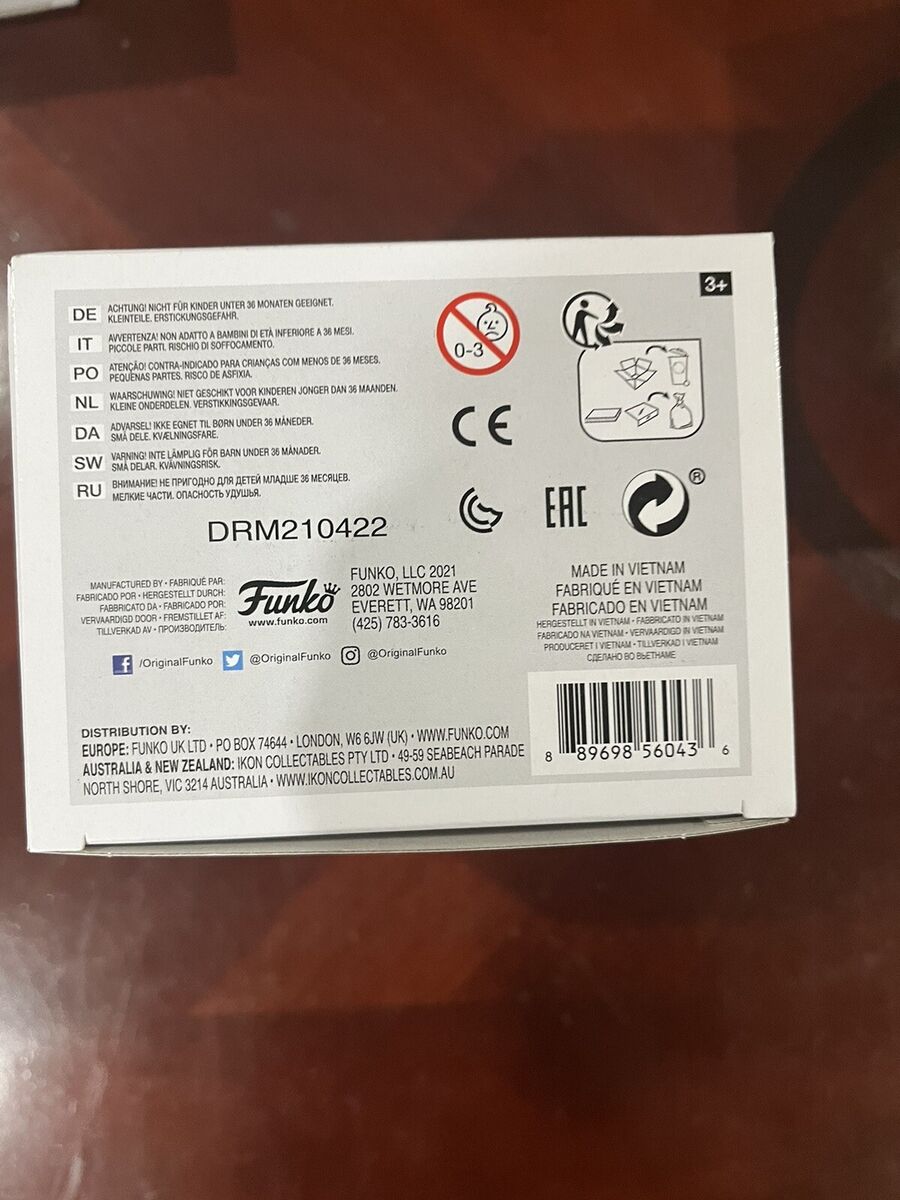 3+
DE
ACHTUNG! NICHT FÜR KINDER UNTER 36 MONATEN GEEIGNET.
KLEINTEILE. ERSTICKUNGSGEFAHR.
IT
AVVERTENZA! NON ADATTO A BAMBINI DI ETÀ INFERIORE A 36 MESI.
PICCOLE PARTI. RISCHIO DI SOFFOCAMENTO.
PO
ATENÇÃO! CONTRA-INDICADO PARA CRIANÇAS COM MENOS DE 36 MESES.
PEQUENAS PARTES. RISCO DE ASFIXIA.
NL
WAARSCHUWING! NIET GESCHIKT VOOR KINDEREN JONGER DAN 36 MAANDEN.
KLEINE ONDERDELEN. VERSTIKKINGSGEVAAR.
DA
ADVARSEL! IKKE EGNET TIL BØRN UNDER 36 MÅNEDER.
SMÅ DELE. KVÆLNINGSFARE.
SW
VARNING! INTE LÄMPLIG FÖR BARN UNDER 36 MÅNADER.
SMÅ DELAR. KVÄVNINGSRISK.
RU
ВНИМАНИЕ! НЕ ПРИГОДНО ДЛЯ ДЕТЕЙ МЛАДШЕ 36 МЕСЯЦЕВ.
МЕЛКИЕ ЧАСТИ. ОПАСНОСТЬ УДУШЬЯ.
0-3
CE
EAC
®
DRM210422
MANUFACTURED BY • FABRIQUÉ PAR:
FABRICADO POR • HERGESTELLT DURCH:
FABBRICATO DA • FABRICADO POR:
VERVAARDIGD DOOR • FREMSTILLET AF:
TILLVERKAD AV • ПРОИЗВОДИТЕЛЬ:
Funko
www.funko.com
FUNKO, LLC 2021
2802 WETMORE AVE
EVERETT, WA 98201
(425) 783-3616
MADE IN VIETNAM
FABRIQUÉ EN VIETNAM
FABRICADO EN VIETNAM
HERGESTELLT IN VIETNAM • FABBRICATO IN VIETNAM
FABRICADO NA VIETNAM • VERVAARDIGD IN VIETNAM
PRODUCERET I VIETNAM • TILLVERKAD I VIETNAM
СДЕЛАНО ВО ВЬЕТНАМЕ
f /OriginalFunko @OriginalFunko @OriginalFunko
DISTRIBUTION BY:
EUROPE: FUNKO UK LTD • PO BOX 74644 • LONDON, W6 6JW (UK) • WWW.FUNKO.COM
AUSTRALIA & NEW ZEALAND: IKON COLLECTABLES PTY LTD • 49-59 SEABEACH PARADE
NORTH SHORE, VIC 3214 AUSTRALIA • WWW.IKONCOLLECTABLES.COM.AU
8 89698 56043 6